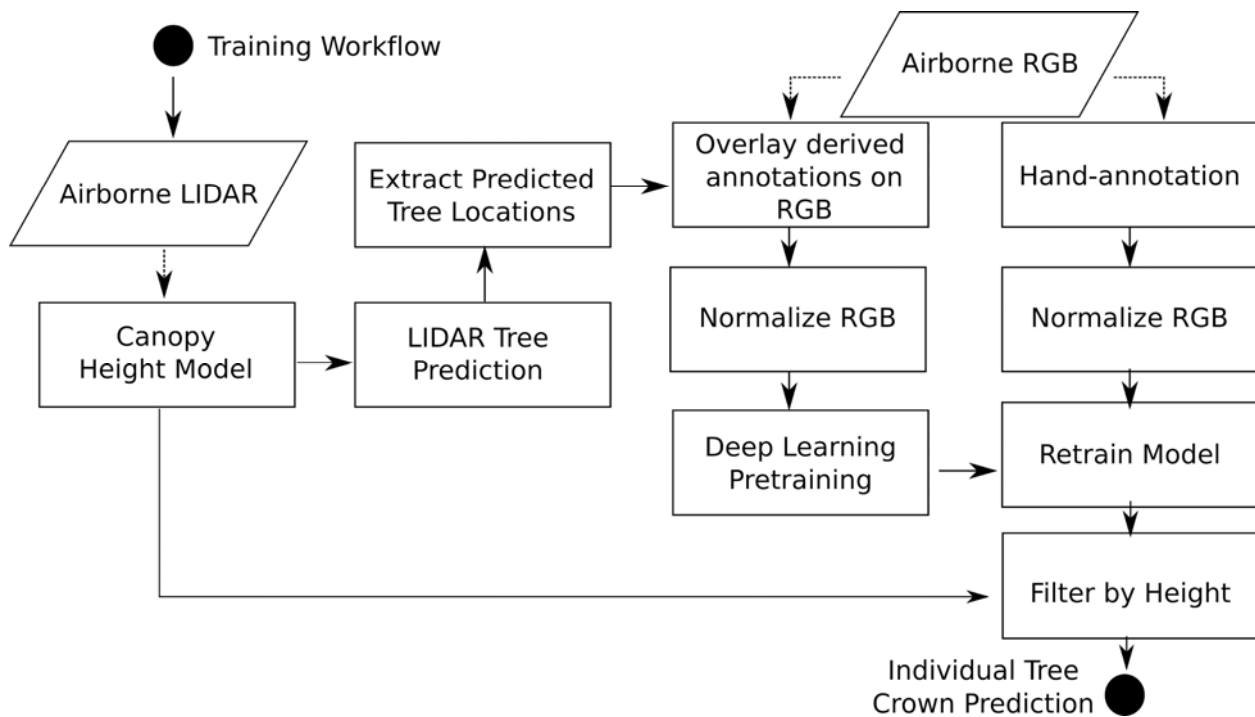 Training Workflow
Airborne RGB
Airborne LIDAR
Extract Predicted
Tree Locations
Overlay derived
annotations on
RGB
Hand-annotation
Canopy
Height Model
LIDAR Tree
Prediction
Normalize RGB
Normalize RGB
Deep Learning
Pretraining
Retrain Model
Filter by Height
Individual Tree
Crown Prediction